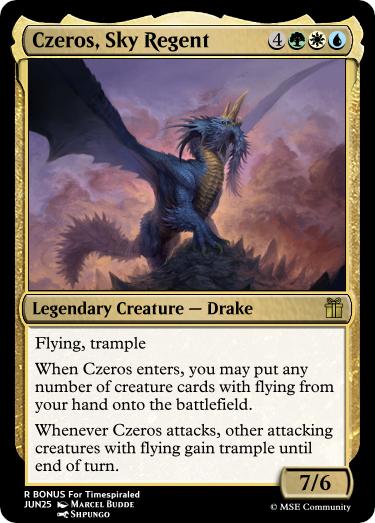 Czeros, Sky Regent 4
Legendary Creature — Drake
Flying, trample
When Czeros enters, you may put any
number of creature cards with flying from
your hand onto the battlefield.
Whenever Czeros attacks, other attacking
creatures with flying gain trample until
end of turn.
7/6
R BONUS For Timespiraled
JUN25 Marcel Budde
Shpungo
© MSE Community